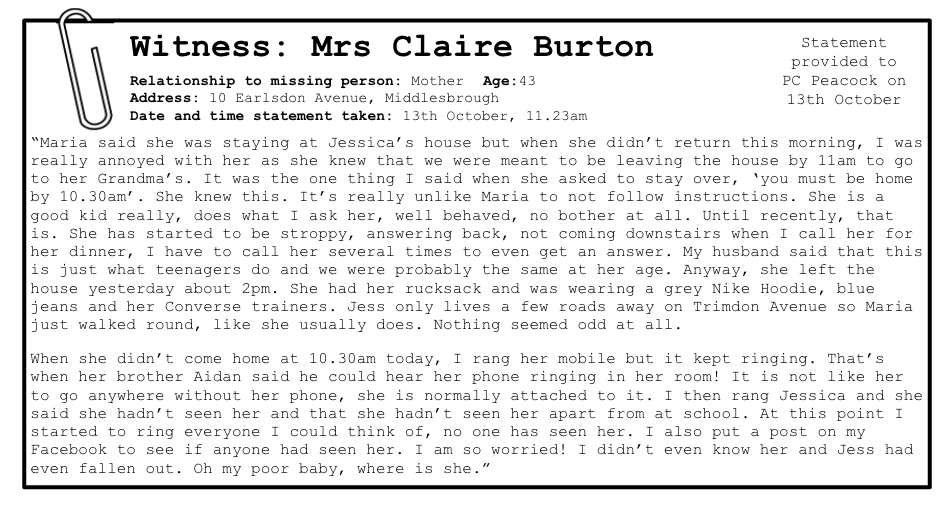 Witness: Mrs Claire Burton
Statement
provided to
PC Peacock on
13th October
Relationship to missing person: Mother Age:43
Address: 10 Earlsdon Avenue, Middlesbrough
Date and time statement taken: 13th October, 11.23am
“Maria said she was staying at Jessica’s house but when she didn’t return this morning, I was
really annoyed with her as she knew that we were meant to be leaving the house by 11am to go
to her Grandma’s. It was the one thing I said when she asked to stay over, ‘you must be home
by 10.30am’. She knew this. It’s really unlike Maria to not follow instructions. She is a
good kid really, does what I ask her, well behaved, no bother at all. Until recently, that
is. She has started to be stroppy, answering back, not coming downstairs when I call her for
her dinner, I have to call her several times to even get an answer. My husband said that this
is just what teenagers do and we were probably the same at her age. Anyway, she left the
house yesterday about 2pm. She had her rucksack and was wearing a grey Nike Hoodie, blue
jeans and her Converse trainers. Jess only lives a few roads away on Trimdon Avenue so Maria
just walked round, like she usually does. Nothing seemed odd at all.
When she didn’t come home at 10.30am today, I rang her mobile but it kept ringing. That’s
when her brother Aidan said he could hear her phone ringing in her room! It is not like her
to go anywhere without her phone, she is normally attached to it. I then rang Jessica and she
said she hadn’t seen her and that she hadn’t seen her apart from at school. At this point I
started to ring everyone I could think of, no one has seen her. I also put a post on my
Facebook to see if anyone had seen her. I am so worried! I didn’t even know her and Jess had
even fallen out. Oh my poor baby, where is she.”